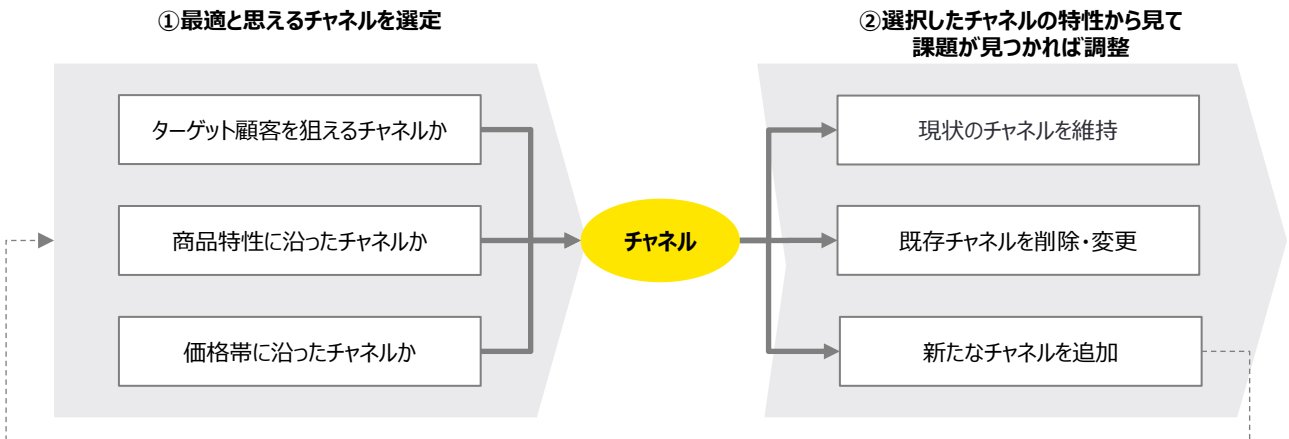 ①最適と思えるチャネルを選定
②選択したチャネルの特性から見て
課題が見つかれば調整
ターゲット顧客を狙えるチャネルか
商品特性に沿ったチャネルか
価格帯に沿ったチャネルか
チャネル
現状のチャネルを維持
既存チャネルを削除・変更
新たなチャネルを追加